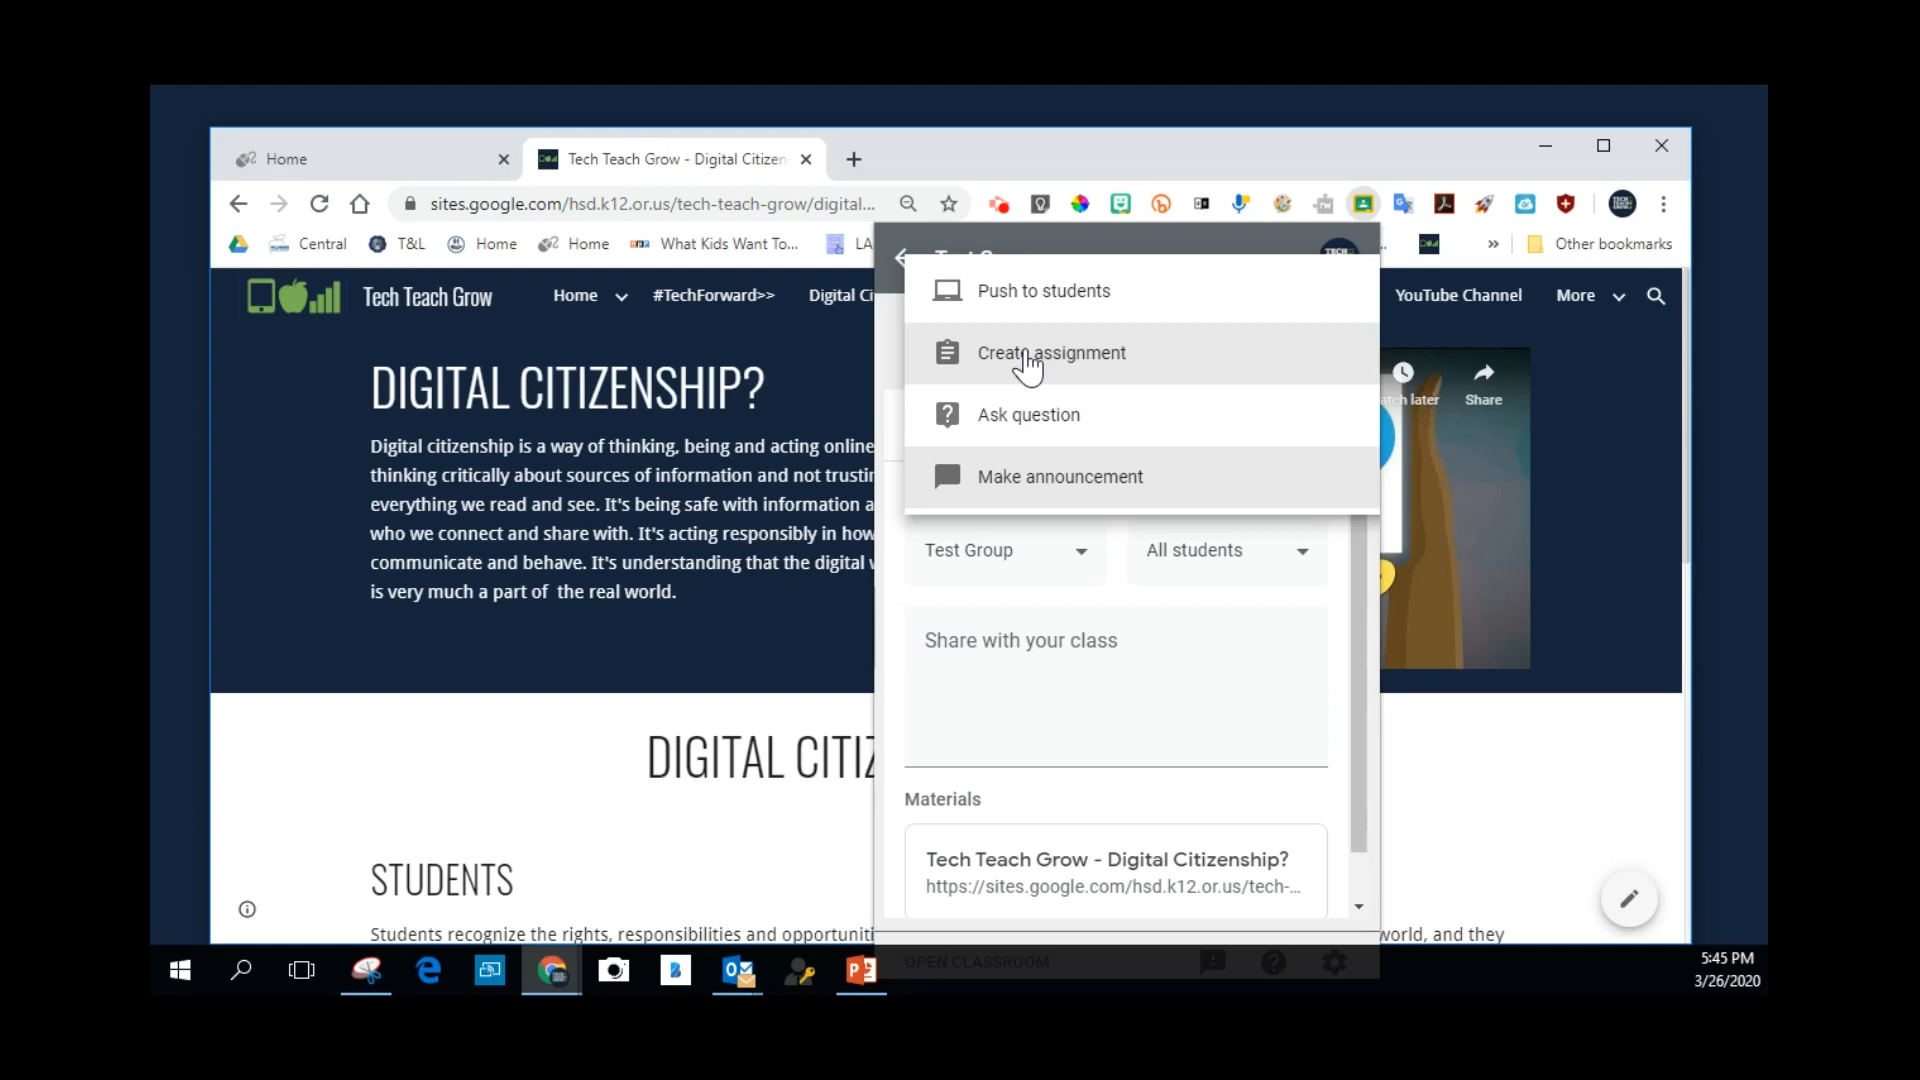 Home
Tech Teach Grow - Digital Citizen
sites.google.com/hsd.k12.or.us/tech-teach-grow/digital...
Central
T&L
Home
Home
What Kids Want To...
LA
Other bookmarks
Tech Teach Grow
Home
#TechForward>>
Digital Ci
YouTube Channel
More
Push to students
Create assignment
Ask question
Make announcement
DIGITAL CITIZENSHIP?
Digital citizenship is a way of thinking, being and acting online
thinking critically about sources of information and not trustin
everything we read and see. It's being safe with information a
who we connect and share with. It's acting responsibly in how
communicate and behave. It's understanding that the digital w
is very much a part of the real world.
atch later
Share
Test Group
All students
Share with your class
Materials
Tech Teach Grow - Digital Citizenship?
https://sites.google.com/hsd.k12.or.us/tech-...
DIGITAL CITIZ
STUDENTS
Students recognize the rights, responsibilities and opportuniti
world, and they
OPEN CLASSROOM
5:45 PM
3/26/2020